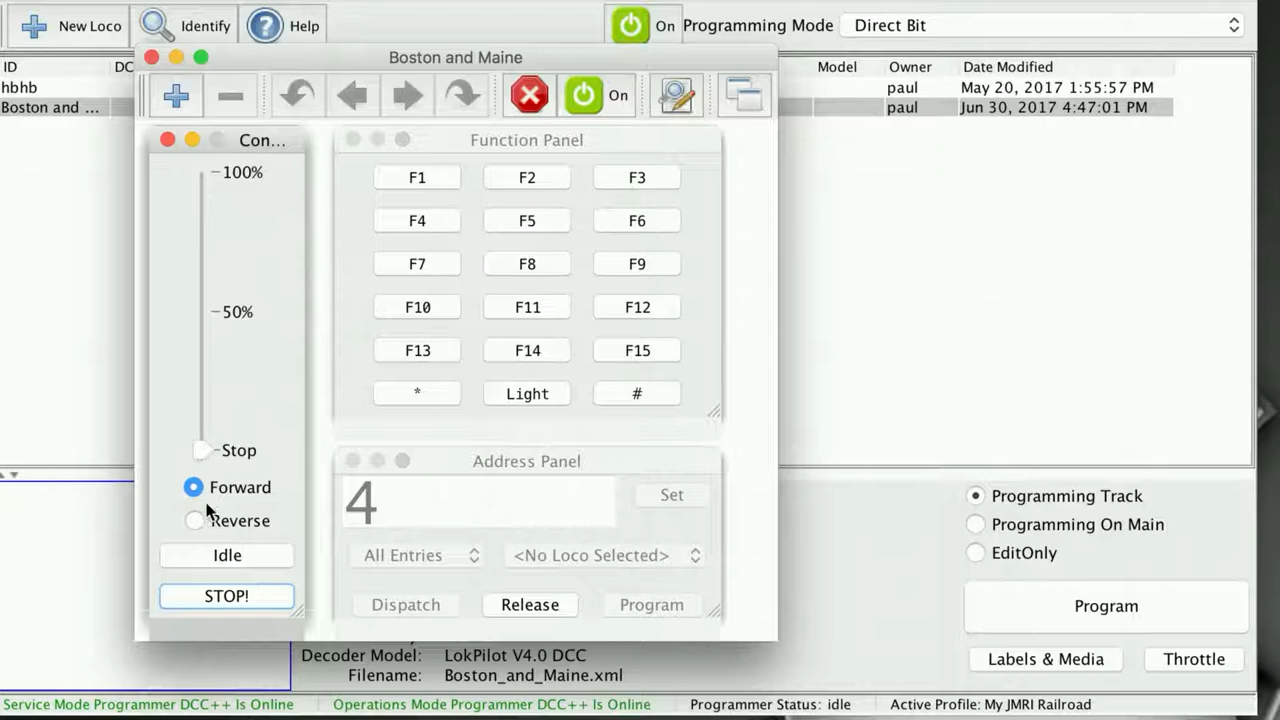 New Loco
Identify
Help
On
Programming Mode
Direct Bit
Boston and Maine
ID
DC
Model
Owner
Date Modified
hbhb
paul
May 20, 2017 1:55:57 PM
Boston and ...
paul
Jun 30, 2017 4:47:01 PM
On
Con...
100%
50%
Stop
Forward
Reverse
Idle
STOP!
Function Panel
F1 F2 F3
F4 F5 F6
F7 F8 F9
F10 F11 F12
F13 F14 F15
* Light #
Address Panel
4
Set
All Entries
<No Loco Selected>
Dispatch
Release
Program
Programming Track
Programming On Main
EditOnly
Program
Labels & Media
Throttle
Decoder Model: LokPilot V4.0 DCC
Filename: Boston_and_Maine.xml
Service Mode Programmer DCC++ Is Online
Operations Mode Programmer DCC++ Is Online
Programmer Status: idle
Active Profile: My JMRI Railroad